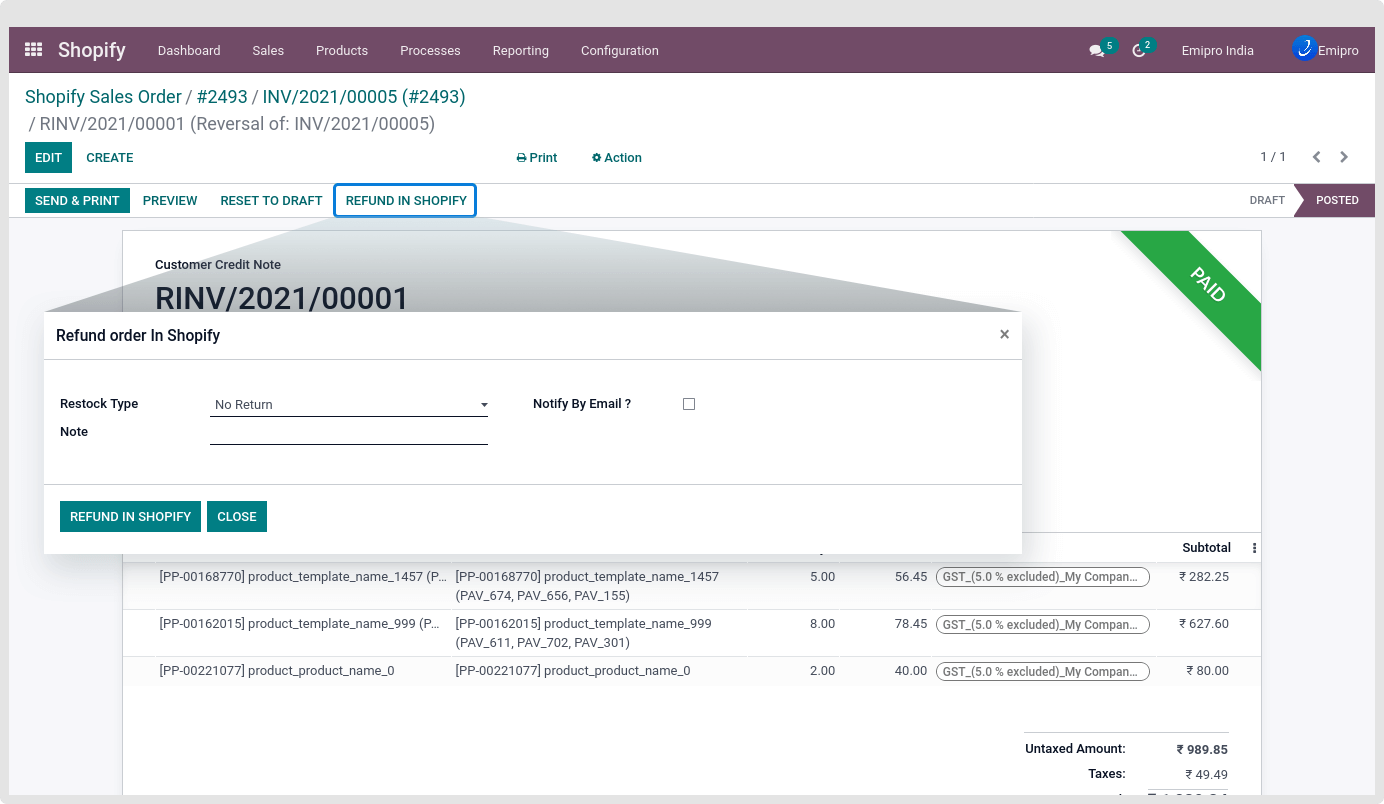 Shopify Dashboard Sales Products Processes Reporting Configuration 5 2 Emipro India Emipro
Shopify Sales Order / #2493 / INV/2021/00005 (#2493)
/ RINV/2021/00001 (Reversal of: INV/2021/00005)
EDIT CREATE Print Action 1 / 1
SEND & PRINT PREVIEW RESET TO DRAFT REFUND IN SHOPIFY DRAFT POSTED
Customer Credit Note
RINV/2021/00001
PAID
Refund order In Shopify ×
Restock Type No Return Notify By Email ?
Note
REFUND IN SHOPIFY CLOSE
Subtotal
[PP-00168770] product_template_name_1457 (P... [PP-00168770] product_template_name_1457 5.00 56.45 GST_(5.0 % excluded)_My Compan... ₹ 282.25
(PAV_674, PAV_656, PAV_155)
[PP-00162015] product_template_name_999 (P... [PP-00162015] product_template_name_999 8.00 78.45 GST_(5.0 % excluded)_My Compan... ₹ 627.60
(PAV_611, PAV_702, PAV_301)
[PP-00221077] product_product_name_0 [PP-00221077] product_product_name_0 2.00 40.00 GST_(5.0 % excluded)_My Compan... ₹ 80.00
Untaxed Amount: ₹ 989.85
Taxes: ₹ 49.49